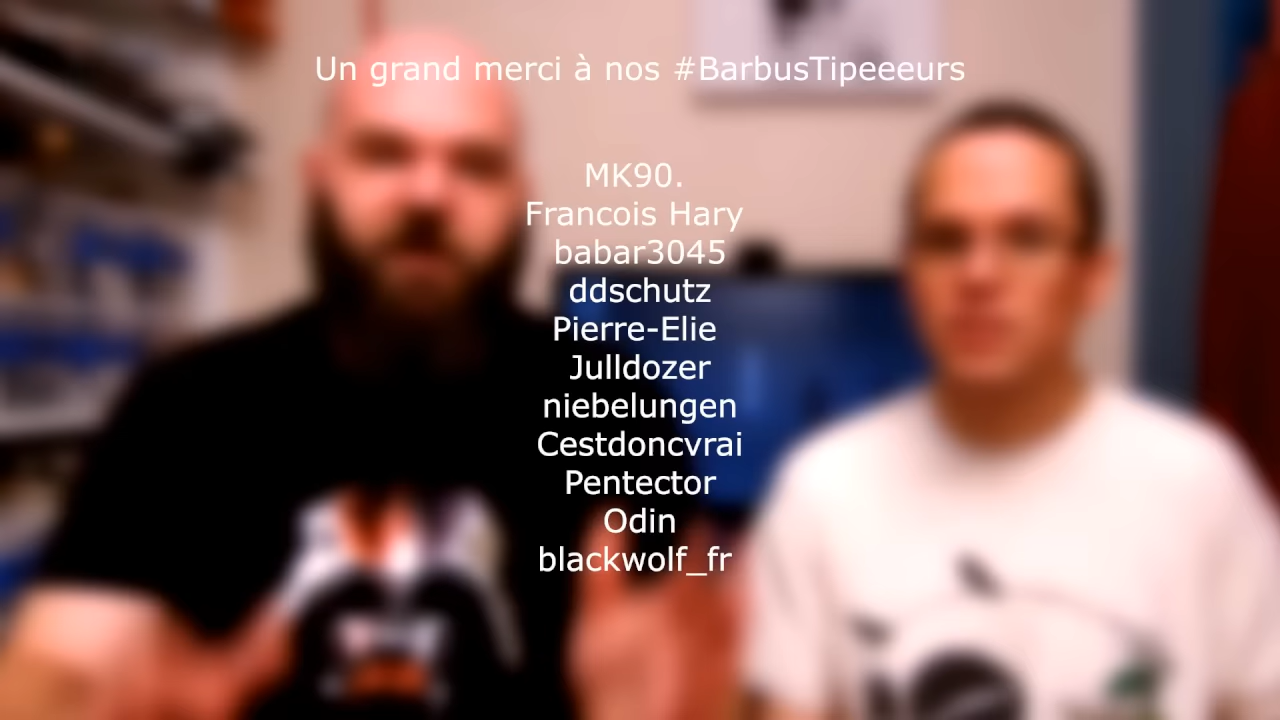 Un grand merci à nos #BarbusTipeeeurs
MK90.
Francois Hary
babar3045
ddschutz
Pierre-Elie
Julldozer
niebelungen
Cestdoncvrai
Pentector
Odin
blackwolf_fr